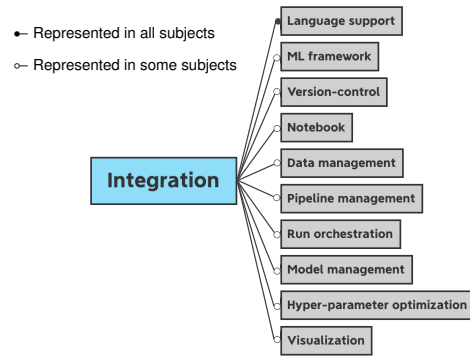 Represented in all subjects
Represented in some subjects
Integration
Language support
ML framework
Version-control
Notebook
Data management
Pipeline management
Run orchestration
Model management
Hyper-parameter optimization
Visualization